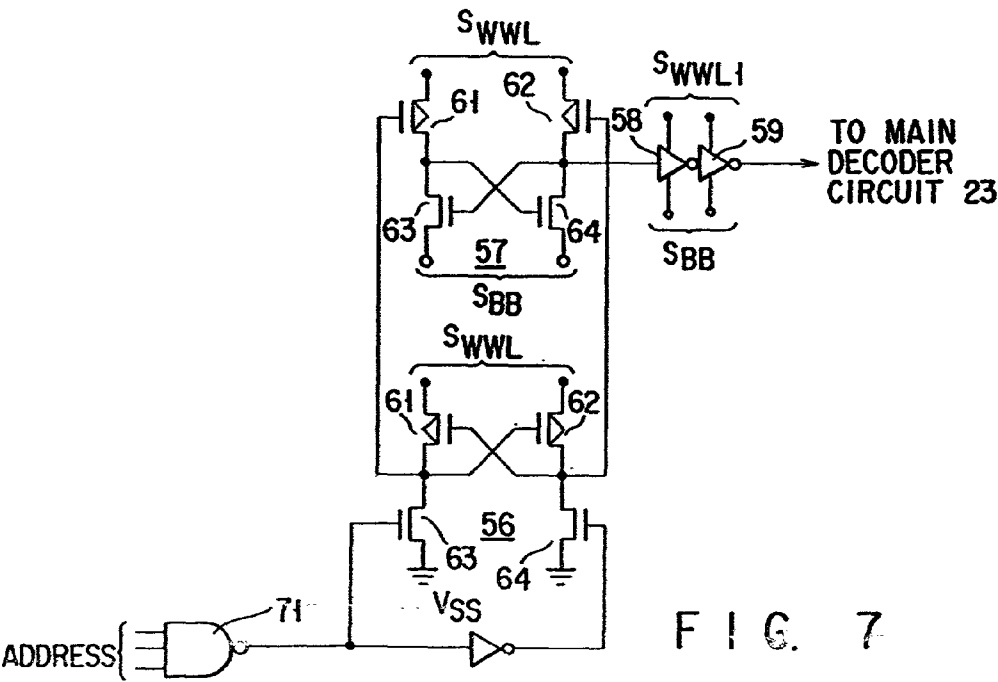 SWWL
SWWL1
61
62
58
59
TO MAIN
DECODER
CIRCUIT 23
63
57
64
SBB
SBB
SWWL
61
62
56
63
64
VSS
71
ADDRESS
FIG. 7